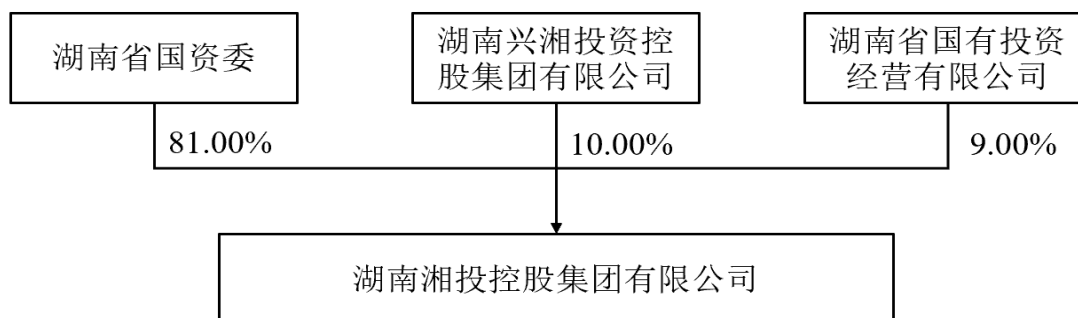 湖南省国资委
湖南兴湘投资控
股集团有限公司
湖南省国有投资
经营有限公司
81.00%
10.00%
9.00%
湖南湘投控股集团有限公司